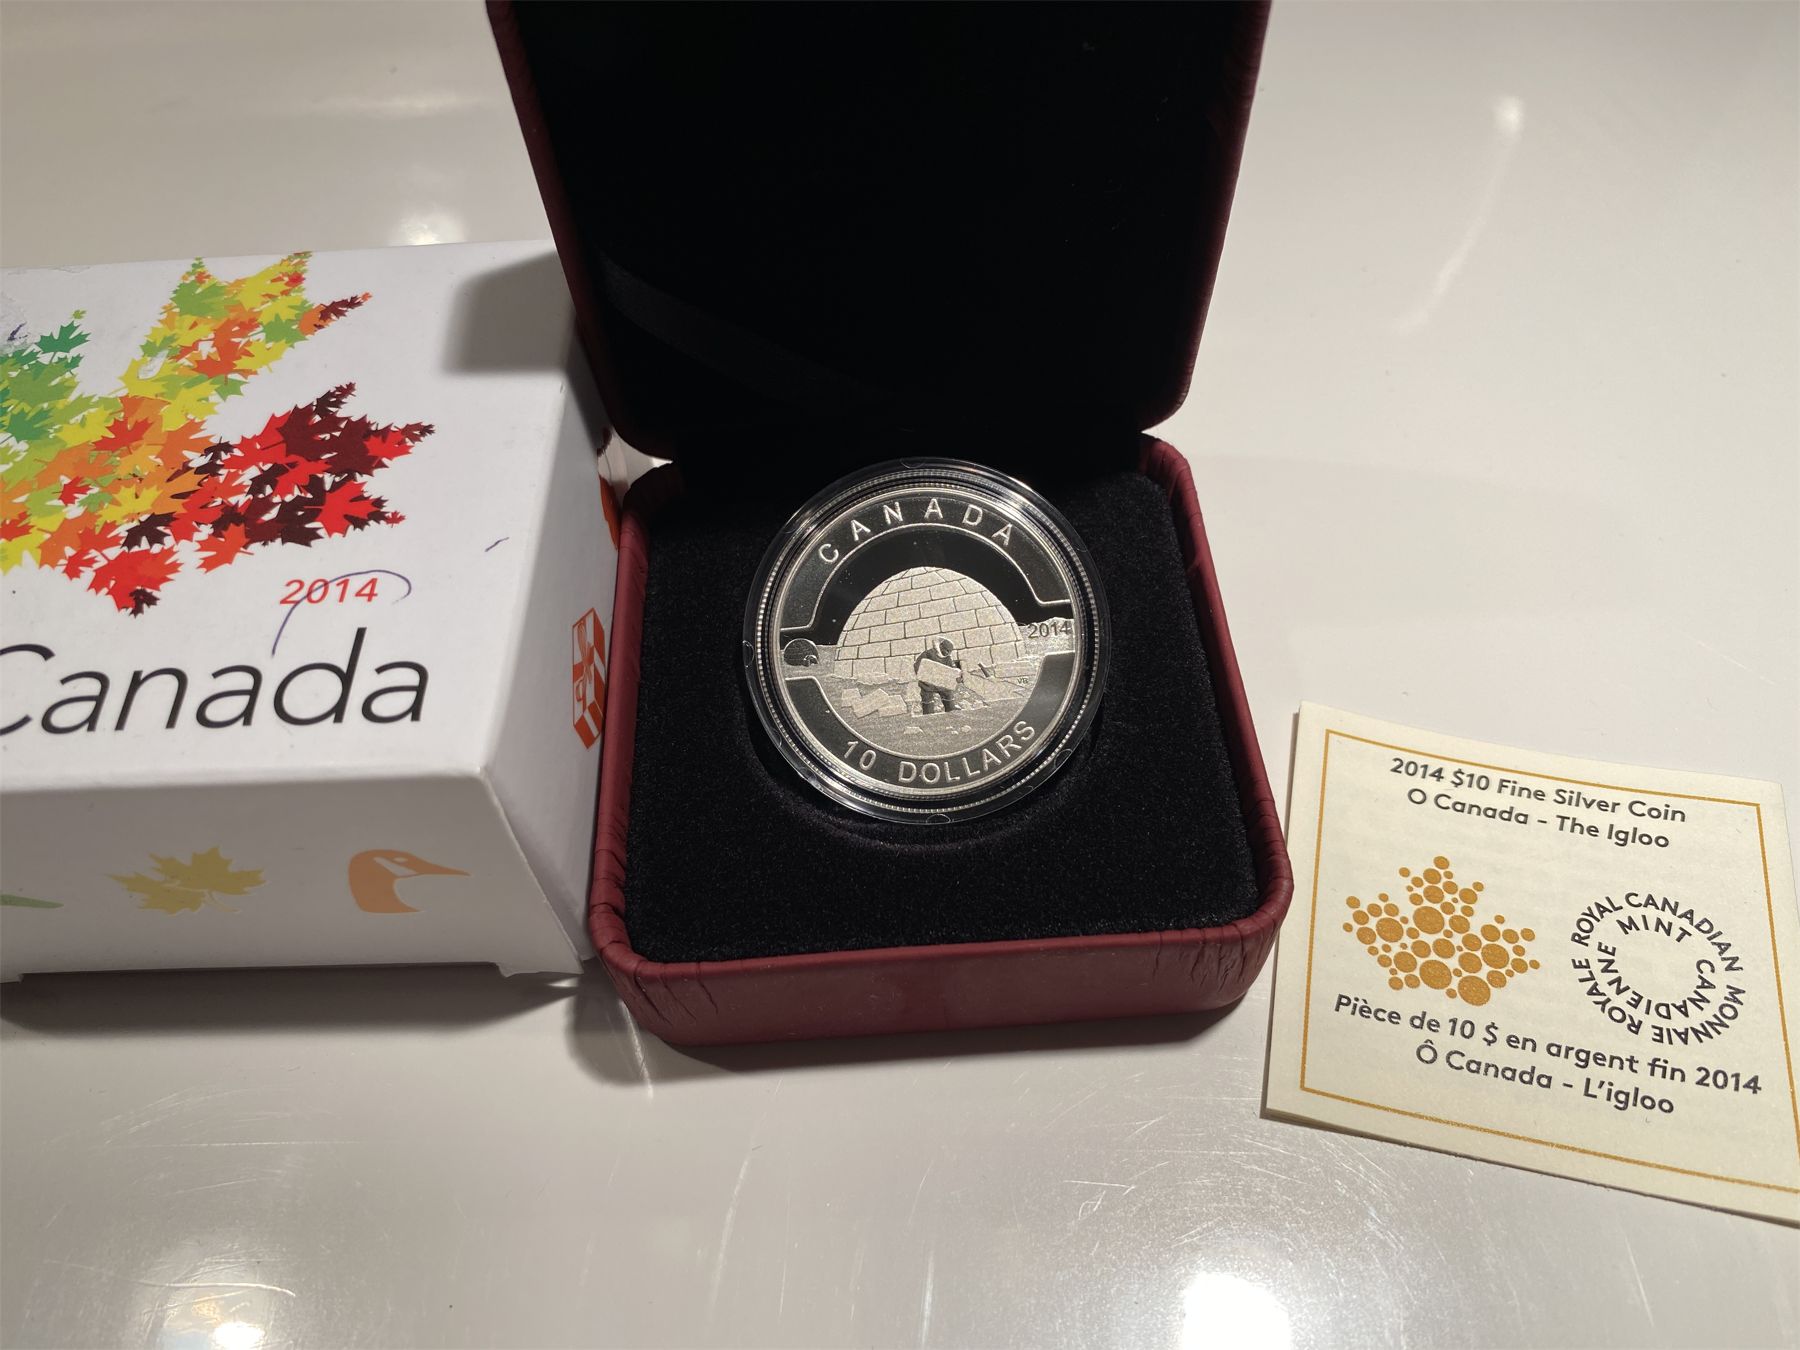 2014
Canada
CANADA
2014
VB
10 DOLLARS
2014 $10 Fine Silver Coin
O Canada - The Igloo
ROYAL CANADIAN MINT
MONNAIE ROYALE CANADIENNE
Pièce de 10 $ en argent fin 2014
Ô Canada - L'igloo